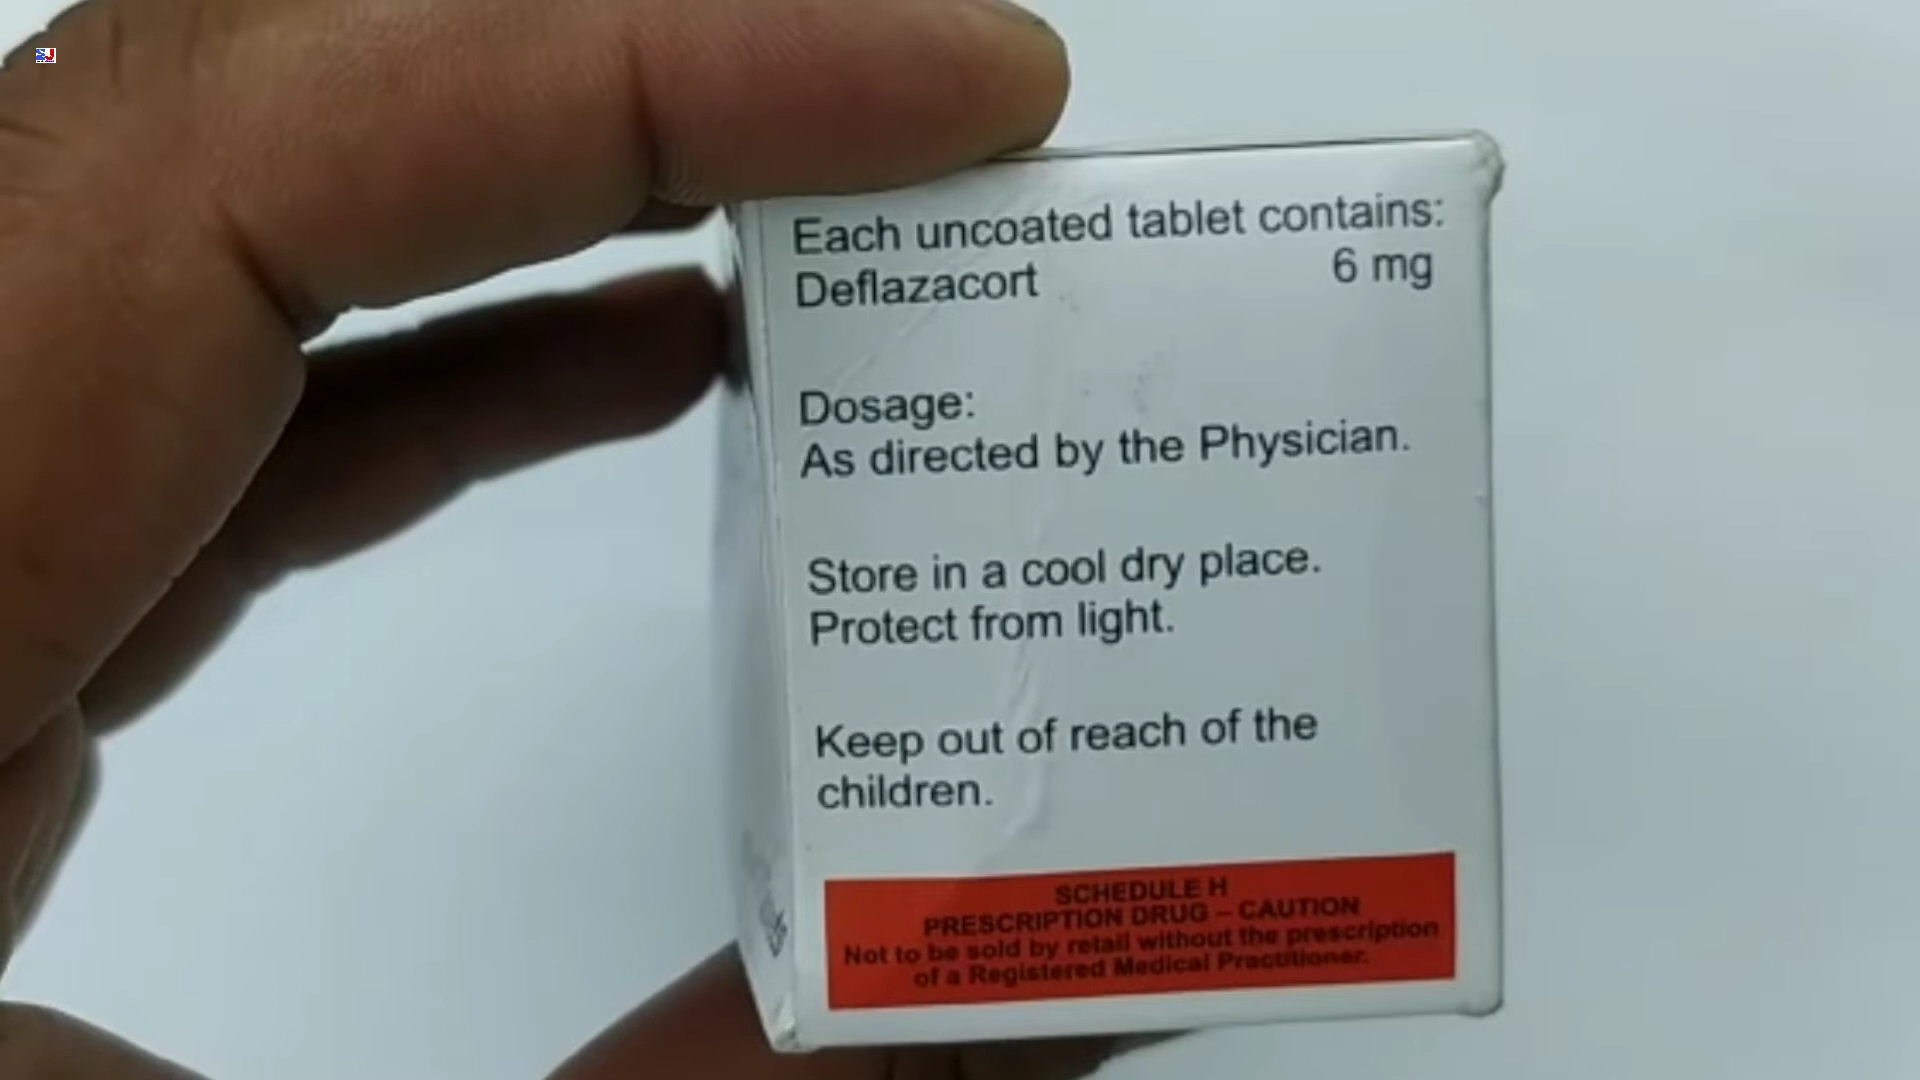 SJ
Each uncoated tablet contains:
Deflazacort 6 mg
Dosage:
As directed by the Physician.
Store in a cool dry place.
Protect from light.
Keep out of reach of the
children.
SCHEDULE H
PRESCRIPTION DRUG – CAUTION
Not to be sold by retail without the prescription
of a Registered Medical Practitioner.